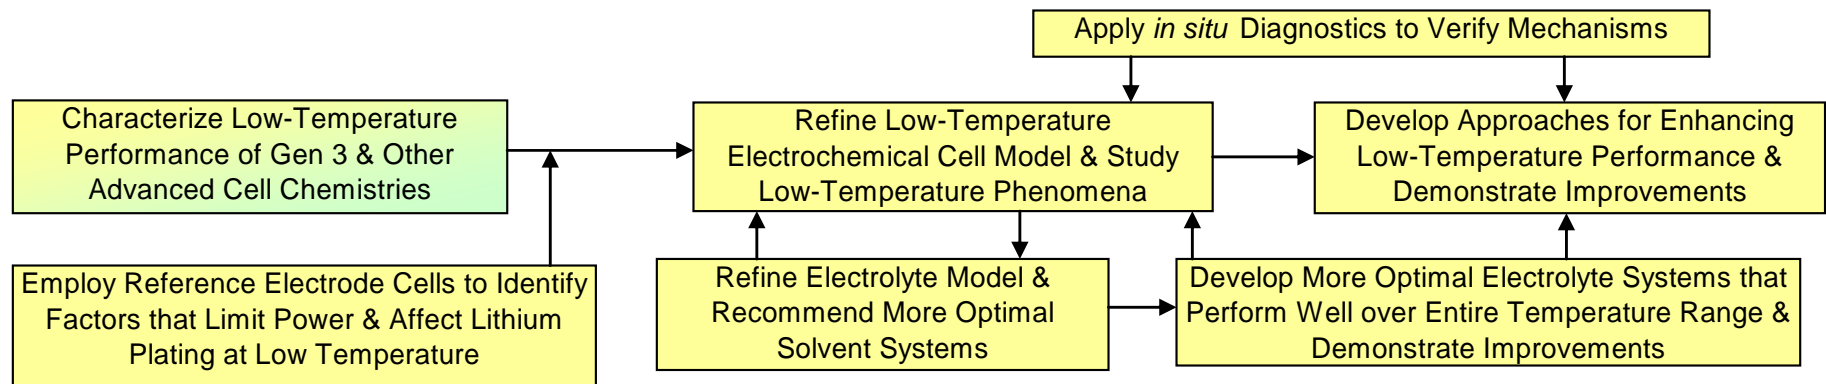 Apply in situ Diagnostics to Verify Mechanisms
Characterize Low-Temperature
Performance of Gen 3 & Other
Advanced Cell Chemistries
Refine Low-Temperature
Electrochemical Cell Model & Study
Low-Temperature Phenomena
Develop Approaches for Enhancing
Low-Temperature Performance &
Demonstrate Improvements
Employ Reference Electrode Cells to Identify
Factors that Limit Power & Affect Lithium
Plating at Low Temperature
Refine Electrolyte Model &
Recommend More Optimal
Solvent Systems
Develop More Optimal Electrolyte Systems that
Perform Well over Entire Temperature Range &
Demonstrate Improvements